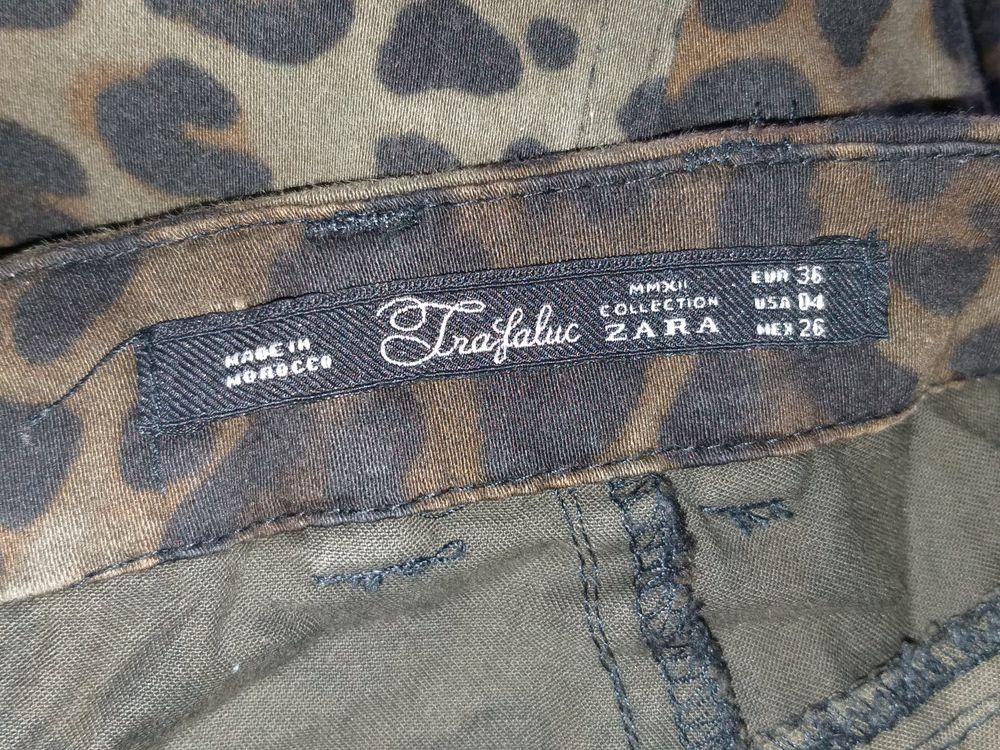 MADE IN
MOROCCO
Trafaluc
MMXII
COLLECTION
ZARA
EUR 36
USA 04
MEX 26